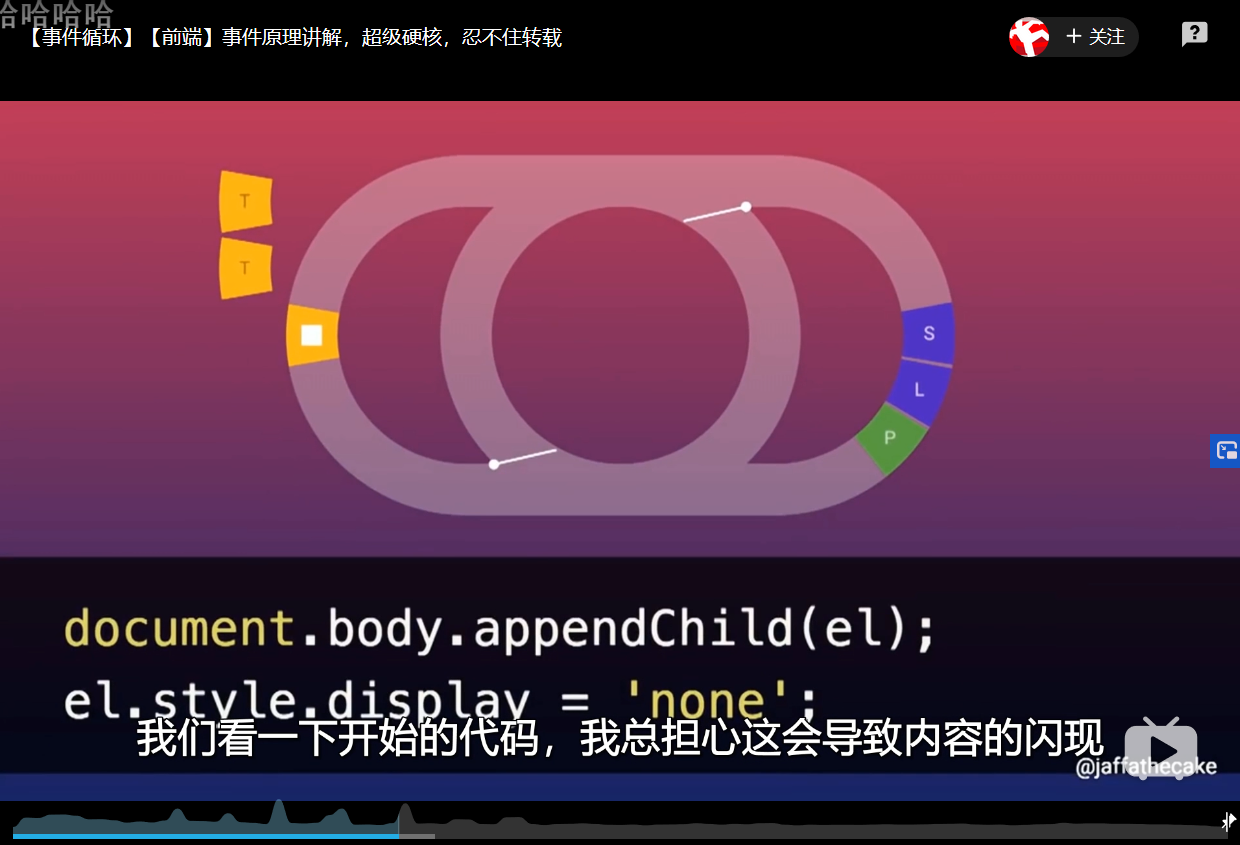 哈哈哈哈
【事件循环】【前端】事件原理讲解，超级硬核，忍不住转载
+ 关注
?
T
T
S
L
P
document.body.appendChild(el);
el.style.display = 'none';
我们看一下开始的代码，我总担心这会导致内容的闪现
@jaffathecake